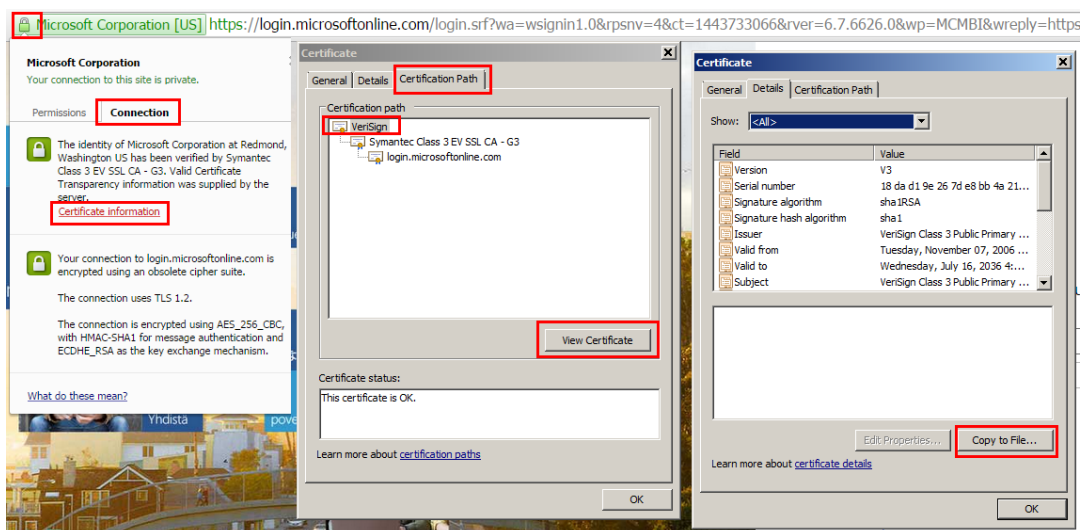 Microsoft Corporation [US] https://login.microsoftonline.com/login.srf?wa=wsignin1.0&rpsnv=4&ct=1443733066&rver=6.7.6626.0&wp=MCMBI&wreply=https
Microsoft Corporation
Your connection to this site is private.
Permissions Connection
The identity of Microsoft Corporation at Redmond,
Washington US has been verified by Symantec
Class 3 EV SSL CA - G3. Valid Certificate
Transparency information was supplied by the
server.
Certificate information
Your connection to login.microsoftonline.com is
encrypted using an obsolete cipher suite.
The connection uses TLS 1.2.
The connection is encrypted using AES_256_CBC,
with HMAC-SHA1 for message authentication and
ECDHE_RSA as the key exchange mechanism.
What do these mean?
Yhdistä
pove
Certificate
General Details Certification Path
Certification path
VeriSign
Symantec Class 3 EV SSL CA - G3
login.microsoftonline.com
View Certificate
Certificate status:
This certificate is OK.
Learn more about certification paths
OK
Certificate
General Details Certification Path
Show: <All>
Field Value
Version V3
Serial number 18 da d1 9e 26 7d e8 bb 4a 21...
Signature algorithm sha1RSA
Signature hash algorithm sha1
Issuer VeriSign Class 3 Public Primary ...
Valid from Tuesday, November 07, 2006 ...
Valid to Wednesday, July 16, 2036 4:...
Subject VeriSign Class 3 Public Primary ...
Edit Properties... Copy to File...
Learn more about certificate details
OK